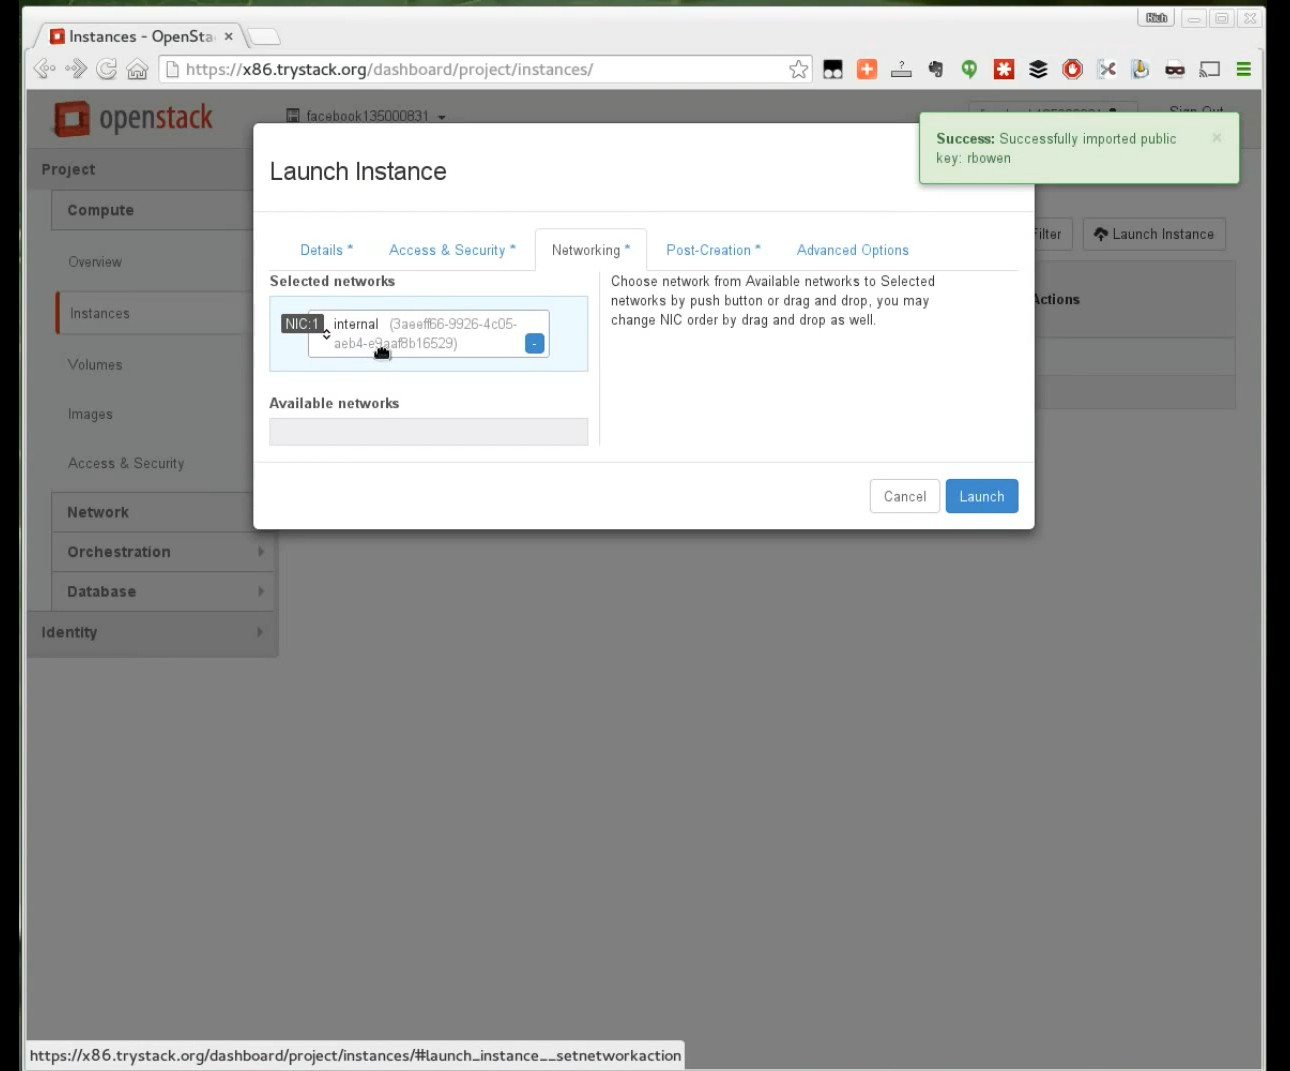 Rich
Instances - OpenSta
https://x86.trystack.org/dashboard/project/instances/
openstack
facebook135000831
Sign Out
Success: Successfully imported public
key: rbowen
Project
Compute
Overview
Instances
Volumes
Images
Access & Security
Network
Orchestration
Database
Identity
Filter
Launch Instance
Actions
Launch Instance
Details *
Access & Security *
Networking *
Post-Creation *
Advanced Options
Selected networks
NIC:1
internal (3aeeff66-9926-4c05-
aeb4-e9aaf8b16529)
-
Available networks
Choose network from Available networks to Selected
networks by push button or drag and drop, you may
change NIC order by drag and drop as well.
Cancel
Launch
https://x86.trystack.org/dashboard/project/instances/#launch_instance__setnetworkaction